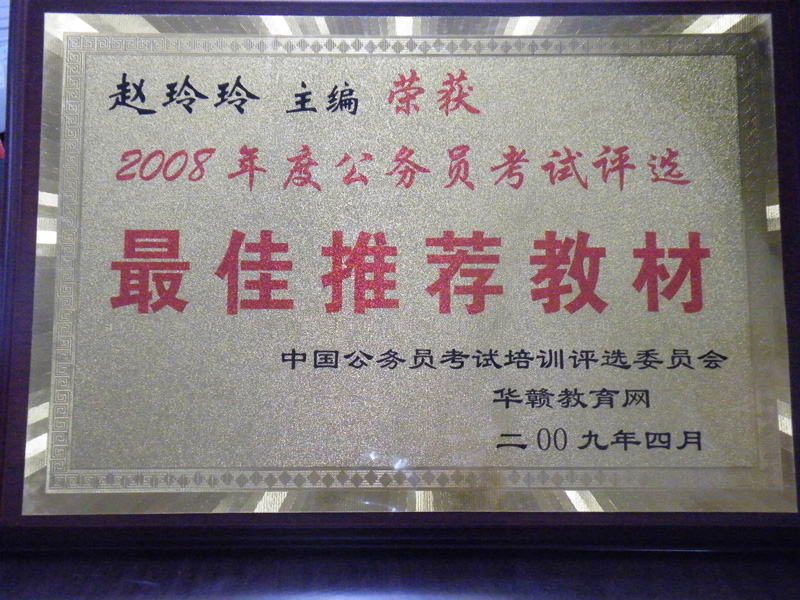 赵玲玲 主编 荣获
2008年度公务员考试评选
最佳推荐教材
中国公务员考试培训评选委员会
华赣教育网
二00九年四月